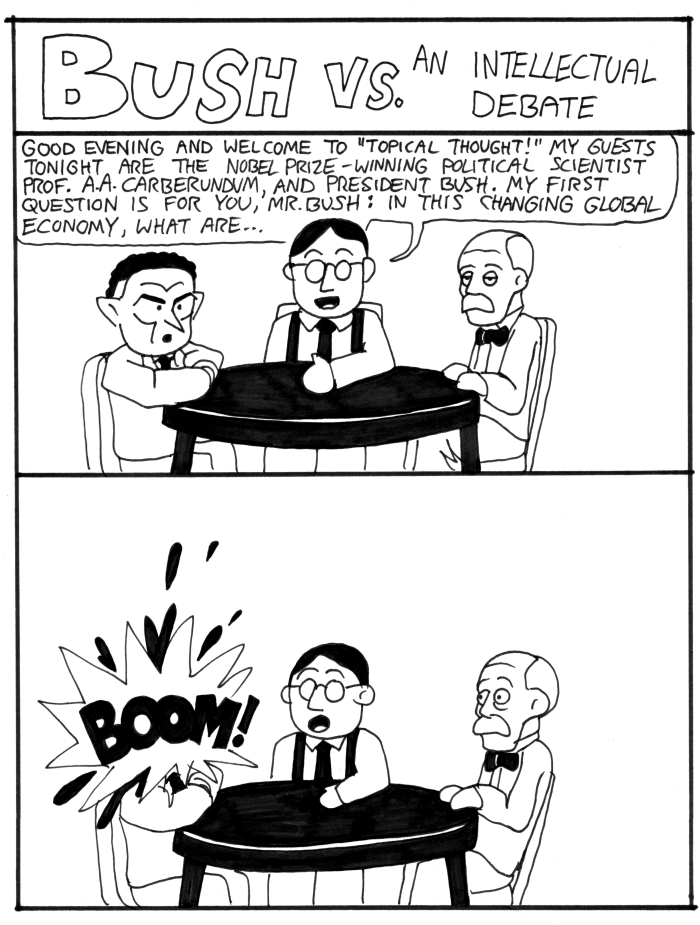 BUSH VS. AN INTELLECTUAL
DEBATE
GOOD EVENING AND WELCOME TO "TOPICAL THOUGHT!" MY GUESTS
TONIGHT ARE THE NOBEL PRIZE-WINNING POLITICAL SCIENTIST
PROF. A.A. CARBERUNDUM, AND PRESIDENT BUSH. MY FIRST
QUESTION IS FOR YOU, MR. BUSH: IN THIS CHANGING GLOBAL
ECONOMY, WHAT ARE...
BOOM!